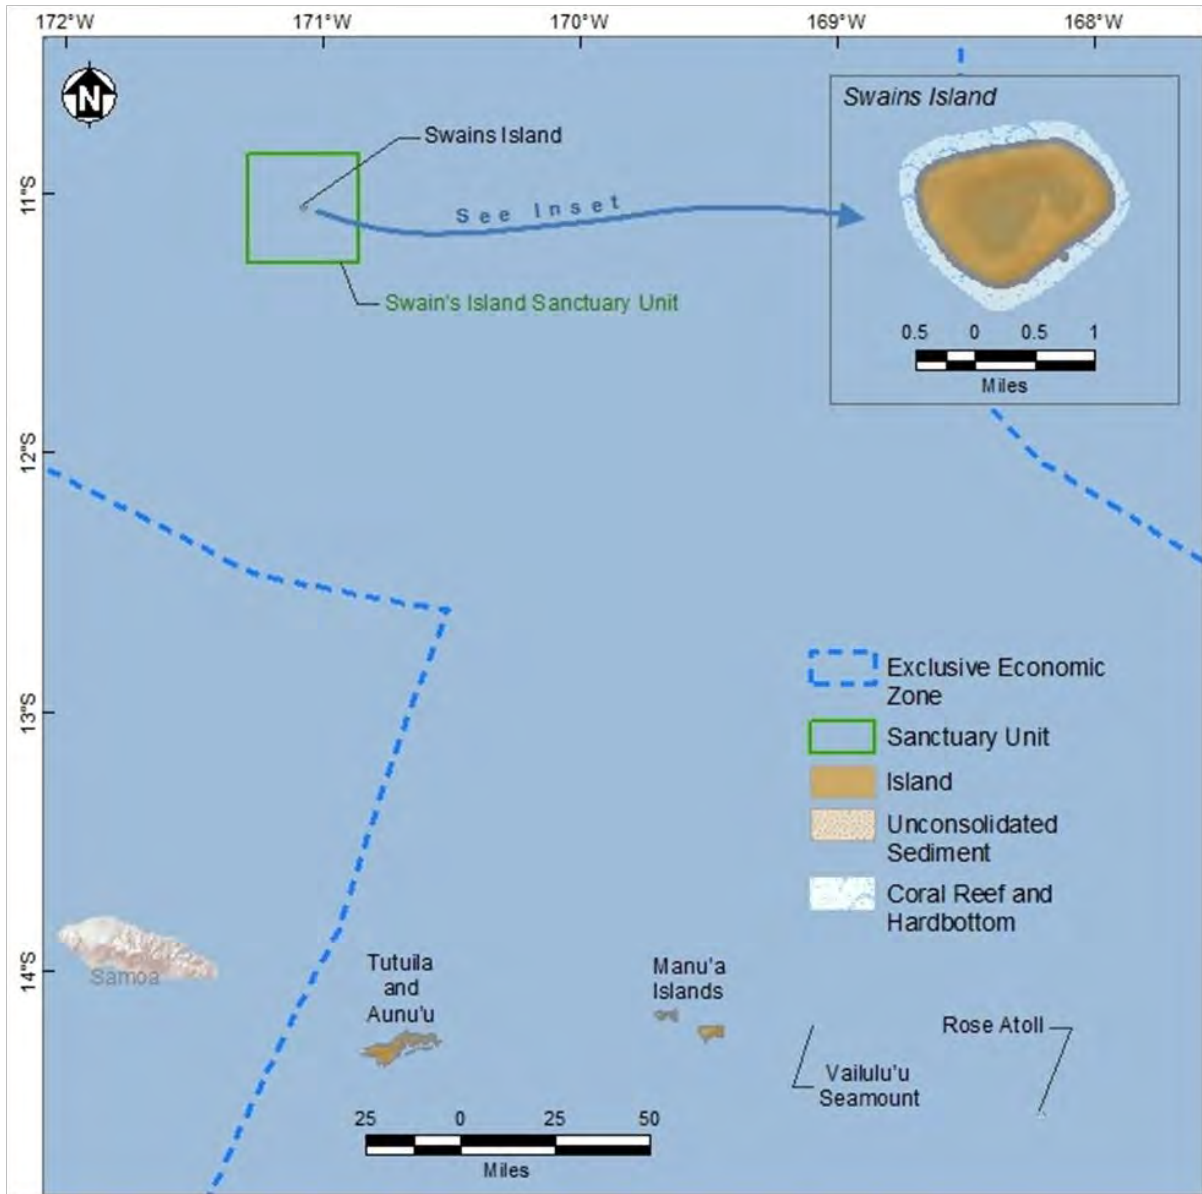 172°W 171°W 170°W 169°W 168°W
N
Swains Island
Swains Island
11°S
See Inset
Swain's Island Sanctuary Unit
0.5 0 0.5 1
Miles
12°S
Exclusive Economic
Zone
13°S
Sanctuary Unit
Island
Unconsolidated
Sediment
Coral Reef and
Hardbottom
14°S
Samoa
Tutuila
and
Aunu'u
Manu'a
Islands
Rose Atoll
Vailulu'u
Seamount
25 0 25 50
Miles